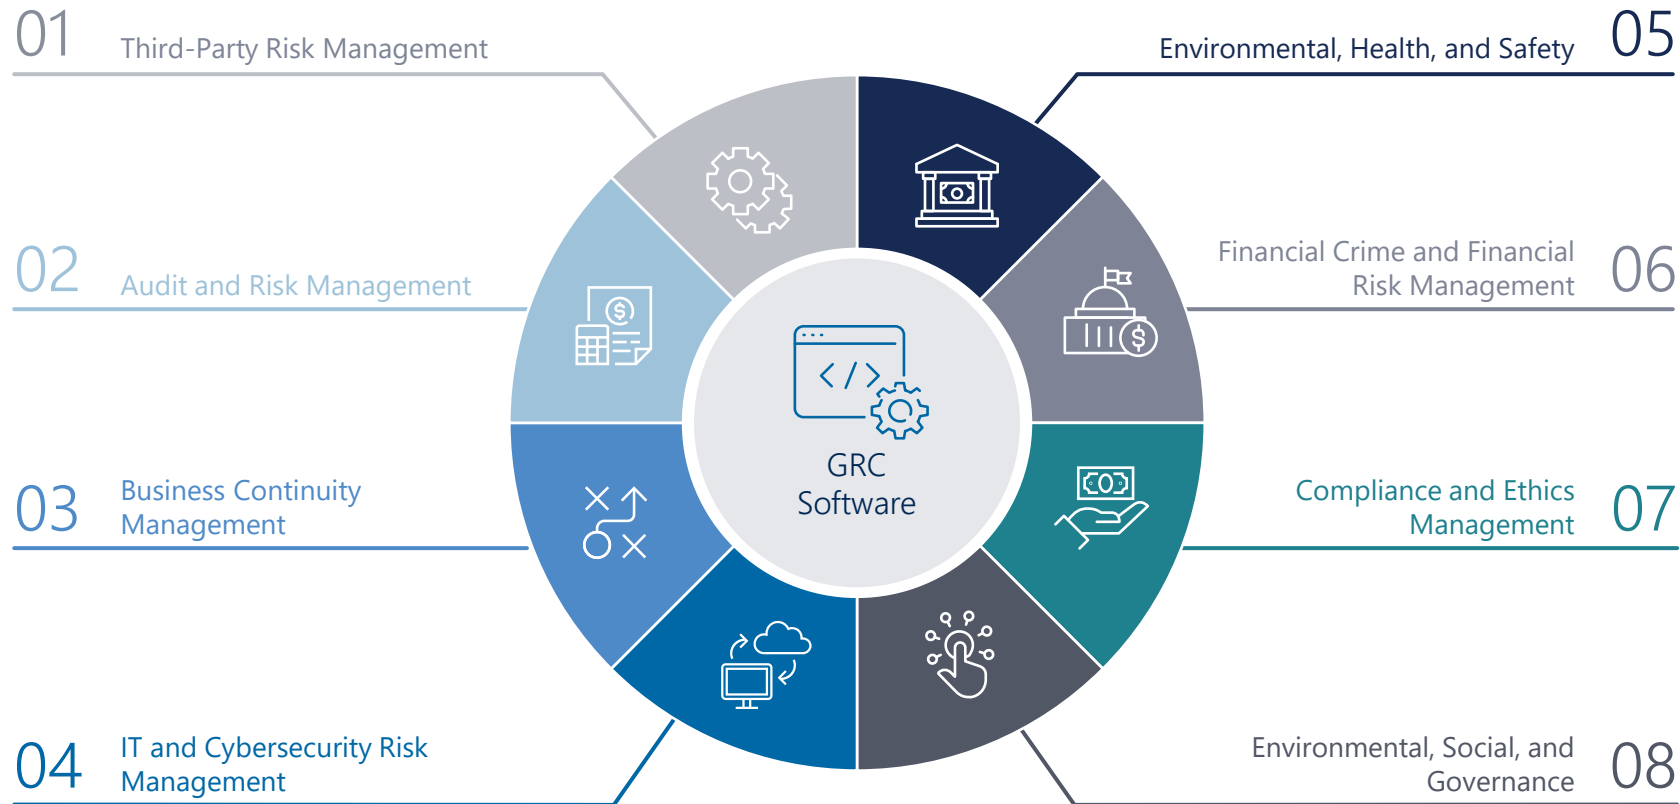 01
Third-Party Risk Management
02
Audit and Risk Management
03
Business Continuity
Management
04
IT and Cybersecurity Risk
Management
GRC
Software
05
Environmental, Health, and Safety
06
Financial Crime and Financial
Risk Management
07
Compliance and Ethics
Management
08
Environmental, Social, and
Governance